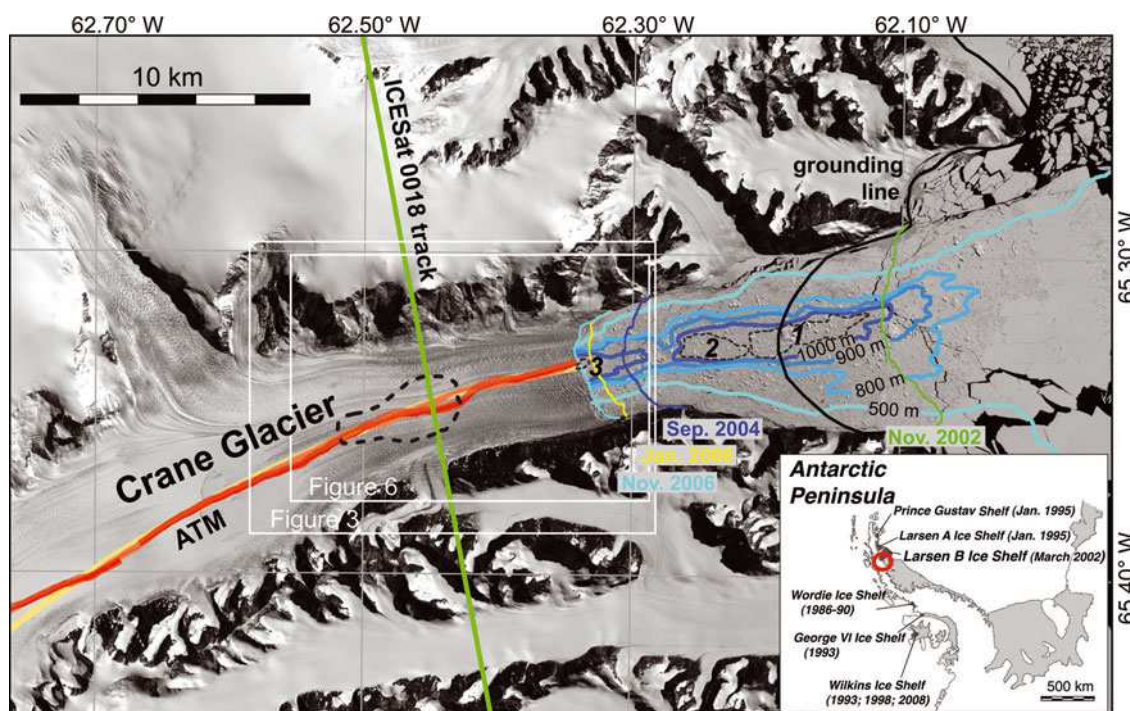 62.70° W
62.50° W
62.30° W
62.10° W
10 km
ICESat 00018 track
grounding
line
65.30° W
1
2
3
1000 m
900 m
800 m
500 m
Sep. 2004
Jan. 2006
Nov. 2006
Nov. 2002
Crane Glacier
ATM
Figure 6
Figure 3
65.40° W
Antarctic
Peninsula
Prince Gustav Shelf (Jan. 1995)
Larsen A Ice Shelf (Jan. 1995)
Larsen B Ice Shelf (March 2002)
Wordie Ice Shelf
(1986-90)
George VI Ice Shelf
(1993)
Wilkins Ice Shelf
(1993; 1998; 2008)
500 km